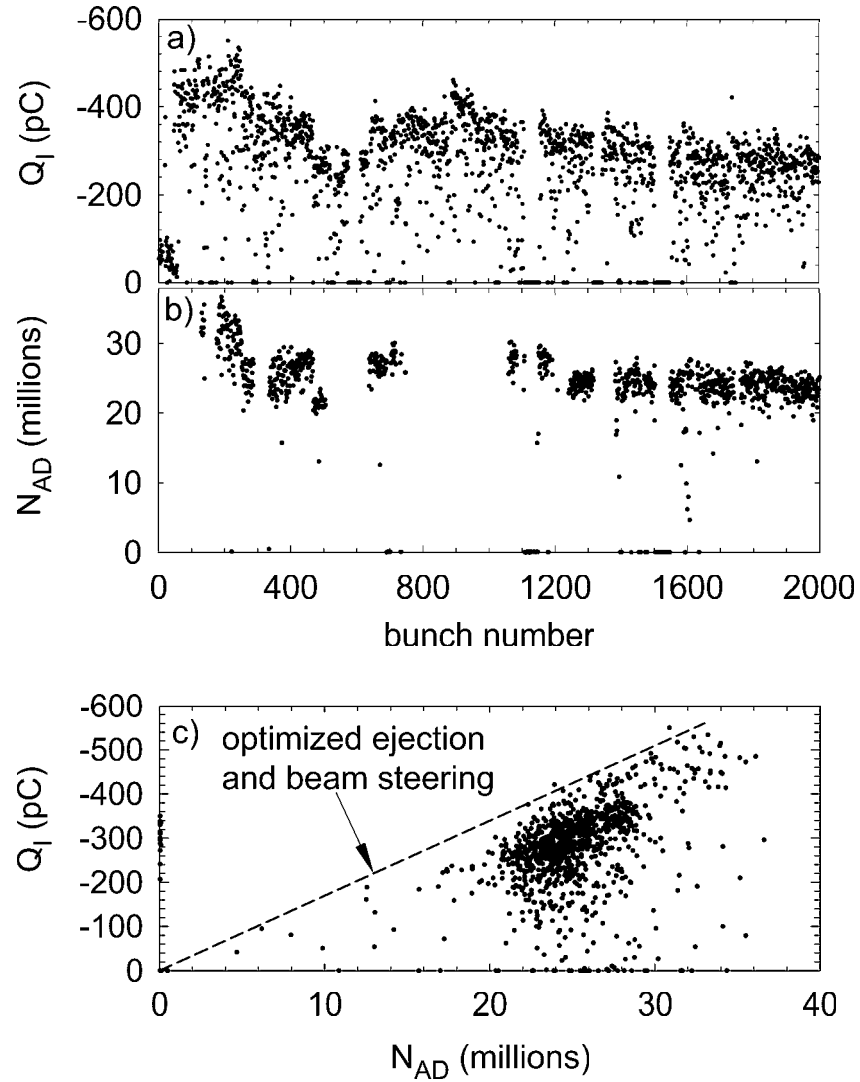 -600
a)
-400
Q_I (pC)
-200
0
b)
30
N_AD (millions)
20
10
0
0 400 800 1200 1600 2000
bunch number
-600
c) optimized ejection
-500
and beam steering
-400
Q_I (pC)
-300
-200
-100
0
0 10 20 30 40
N_AD (millions)